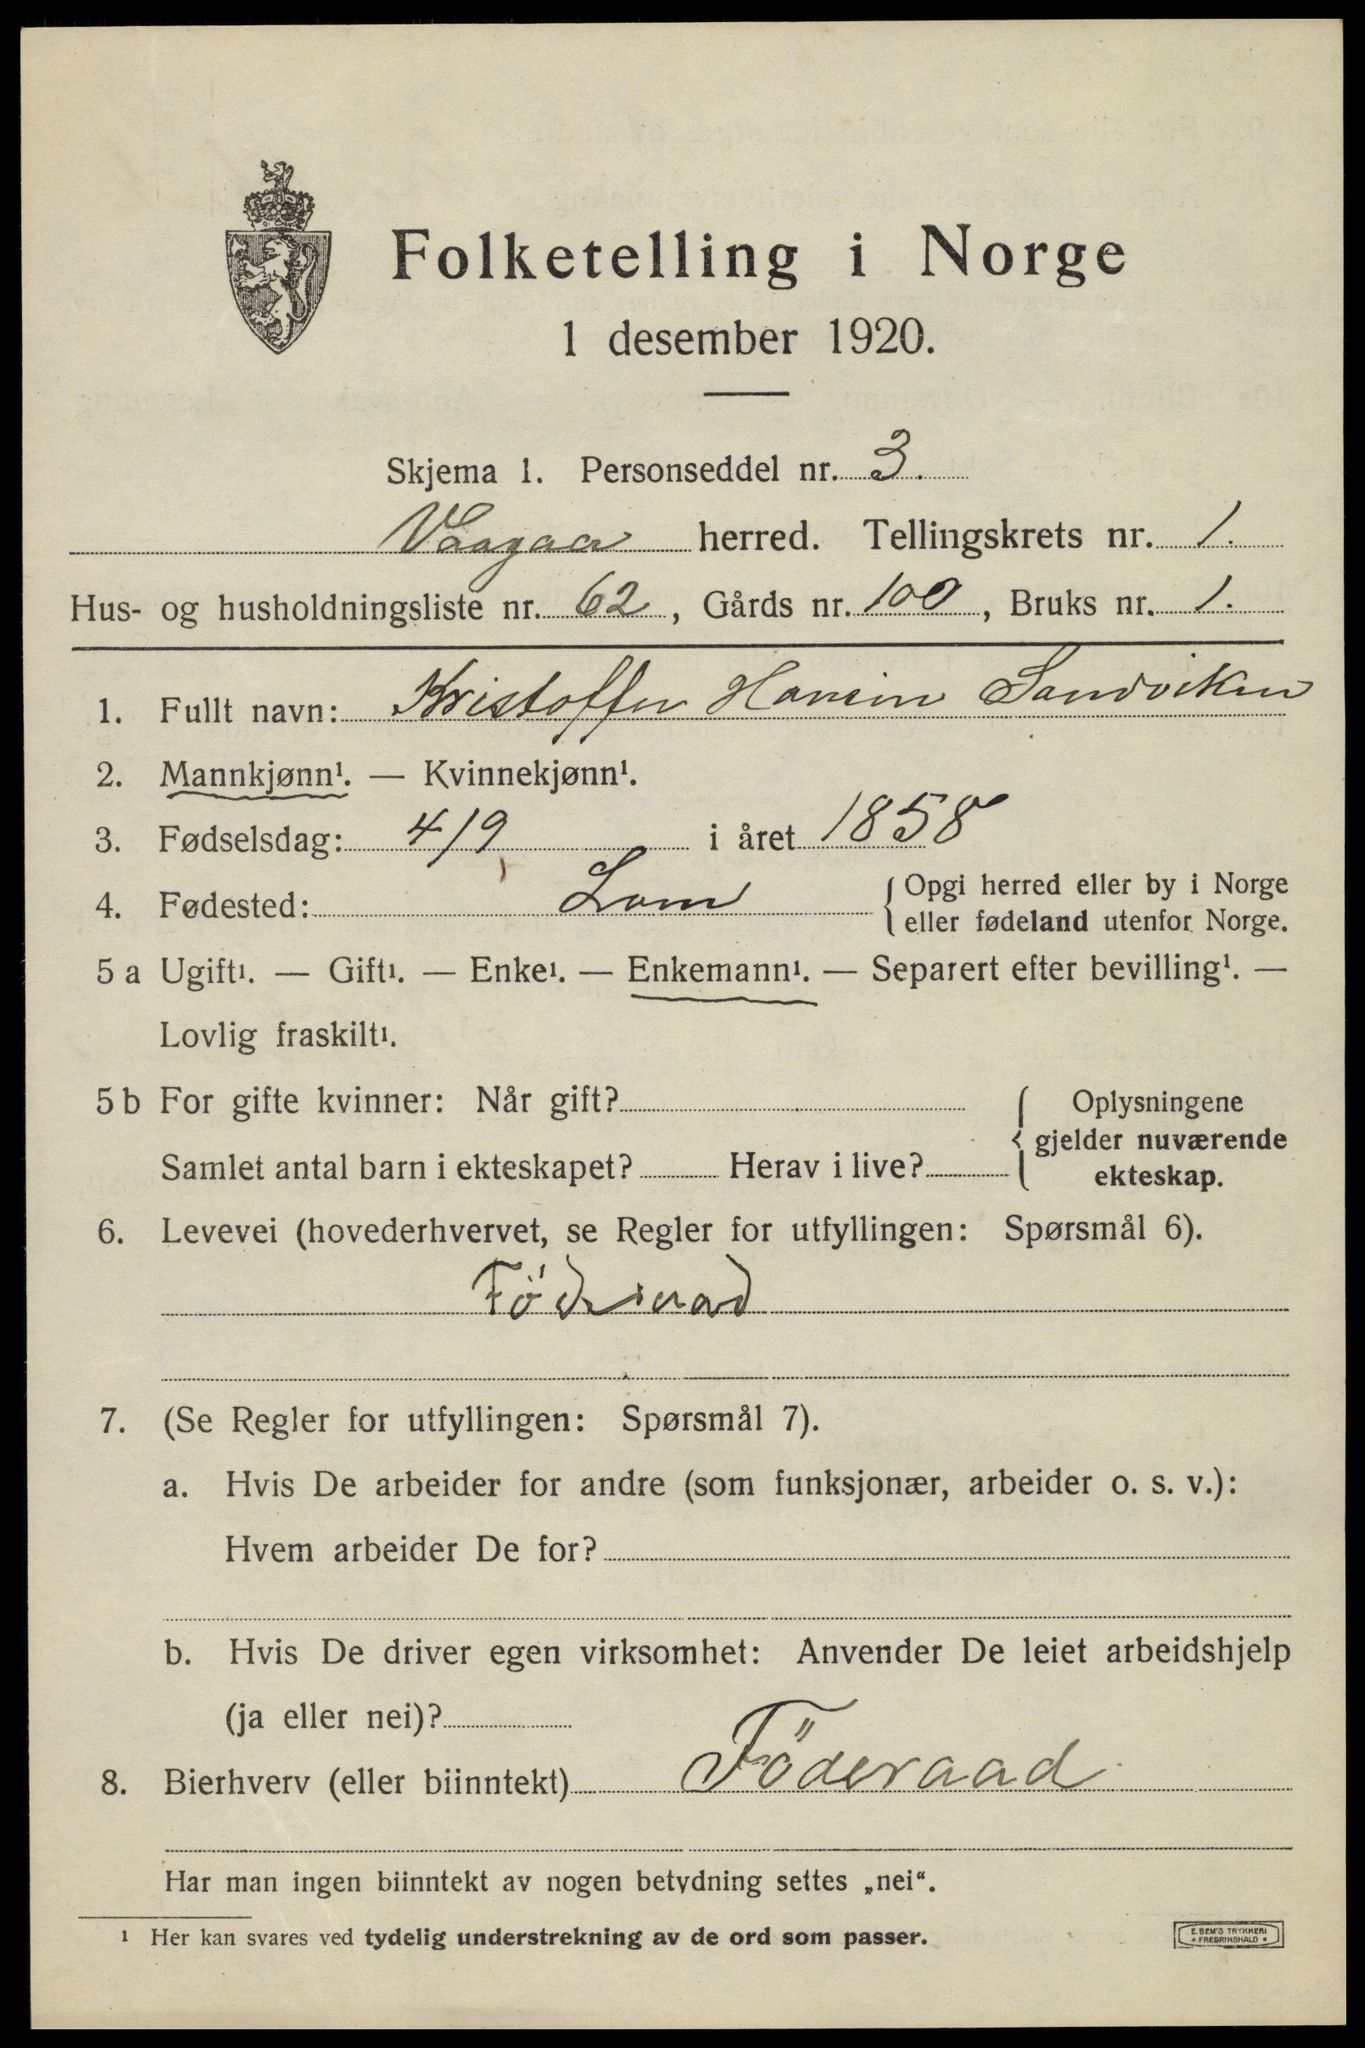 Folketelling i Norge
1 desember 1920.
Skjema 1. Personseddel nr. 3.
Vaagaa herred. Tellingskrets nr. 1.
Hus- og husholdningsliste nr. 62, Gårds nr. 100, Bruks nr. 1.
1. Fullt navn: Kristoffer Hansen Sandviken
2. Mannkjønn¹. — Kvinnekjønn¹.
3. Fødselsdag: 4/9 i året 1858
4. Fødested: Lom { Opgi herred eller by i Norge
eller fødeland utenfor Norge.
5 a Ugift¹. — Gift¹. — Enke¹. — Enkemann¹. — Separert efter bevilling¹. —
Lovlig fraskilt¹.
5 b For gifte kvinner: Når gift? { Oplysningene
gjelder nuværende
ekteskap.
Samlet antal barn i ekteskapet? Herav i live?
6. Levevei (hovederhvervet, se Regler for utfyllingen: Spørsmål 6).
Föderaad
7. (Se Regler for utfyllingen: Spørsmål 7).
a. Hvis De arbeider for andre (som funksjonær, arbeider o. s. v.):
Hvem arbeider De for?
b. Hvis De driver egen virksomhet: Anvender De leiet arbeidshjelp
(ja eller nei)?
8. Bierhverv (eller biinntekt) Föderaad
Har man ingen biinntekt av nogen betydning settes „nei“.
¹ Her kan svares ved tydelig understrekning av de ord som passer.
E. SEM'S TRYKKERI
* FREDRIKSHALD *